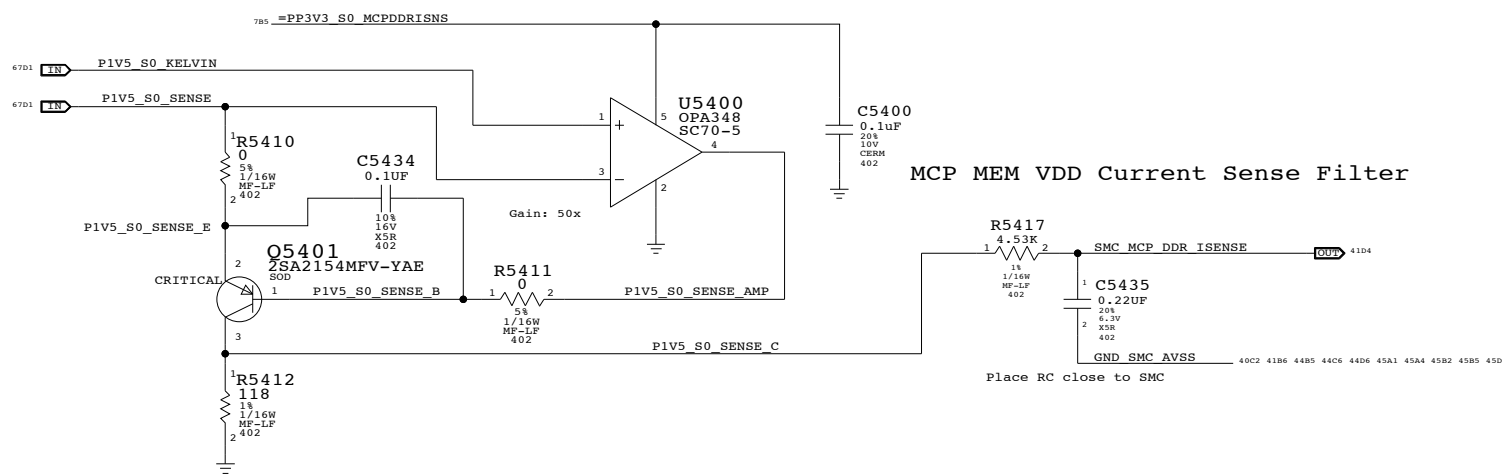 7B5 =PP3V3_S0_MCPDDRISNS
67D1 IN P1V5_S0_KELVIN
67D1 IN P1V5_S0_SENSE
U5400
OPA348
SC70-5
1
+
5
4
3
−
2
Gain: 50x
C5400
0.1uF
20%
10V
CERM
402
1
R5410
0
5%
1/16W
MF-LF
402
2
C5434
0.1UF
10%
16V
X5R
402
P1V5_S0_SENSE_E
MCP MEM VDD Current Sense Filter
R5417
4.53K
1 2
1%
1/16W
MF-LF
402
SMC_MCP_DDR_ISENSE
OUT 41D4
Q5401
2SA2154MFV-YAE
SOD
CRITICAL
2
1
3
P1V5_S0_SENSE_B
R5411
0
1 2
5%
1/16W
MF-LF
402
P1V5_S0_SENSE_AMP
1
C5435
0.22UF
20%
6.3V
X5R
402
2
P1V5_S0_SENSE_C
GND_SMC_AVSS 40C2 41B6 44B5 44C6 44D6 45A1 45A4 45B2 45B5 45D
Place RC close to SMC
1
R5412
118
1%
1/16W
MF-LF
402
2